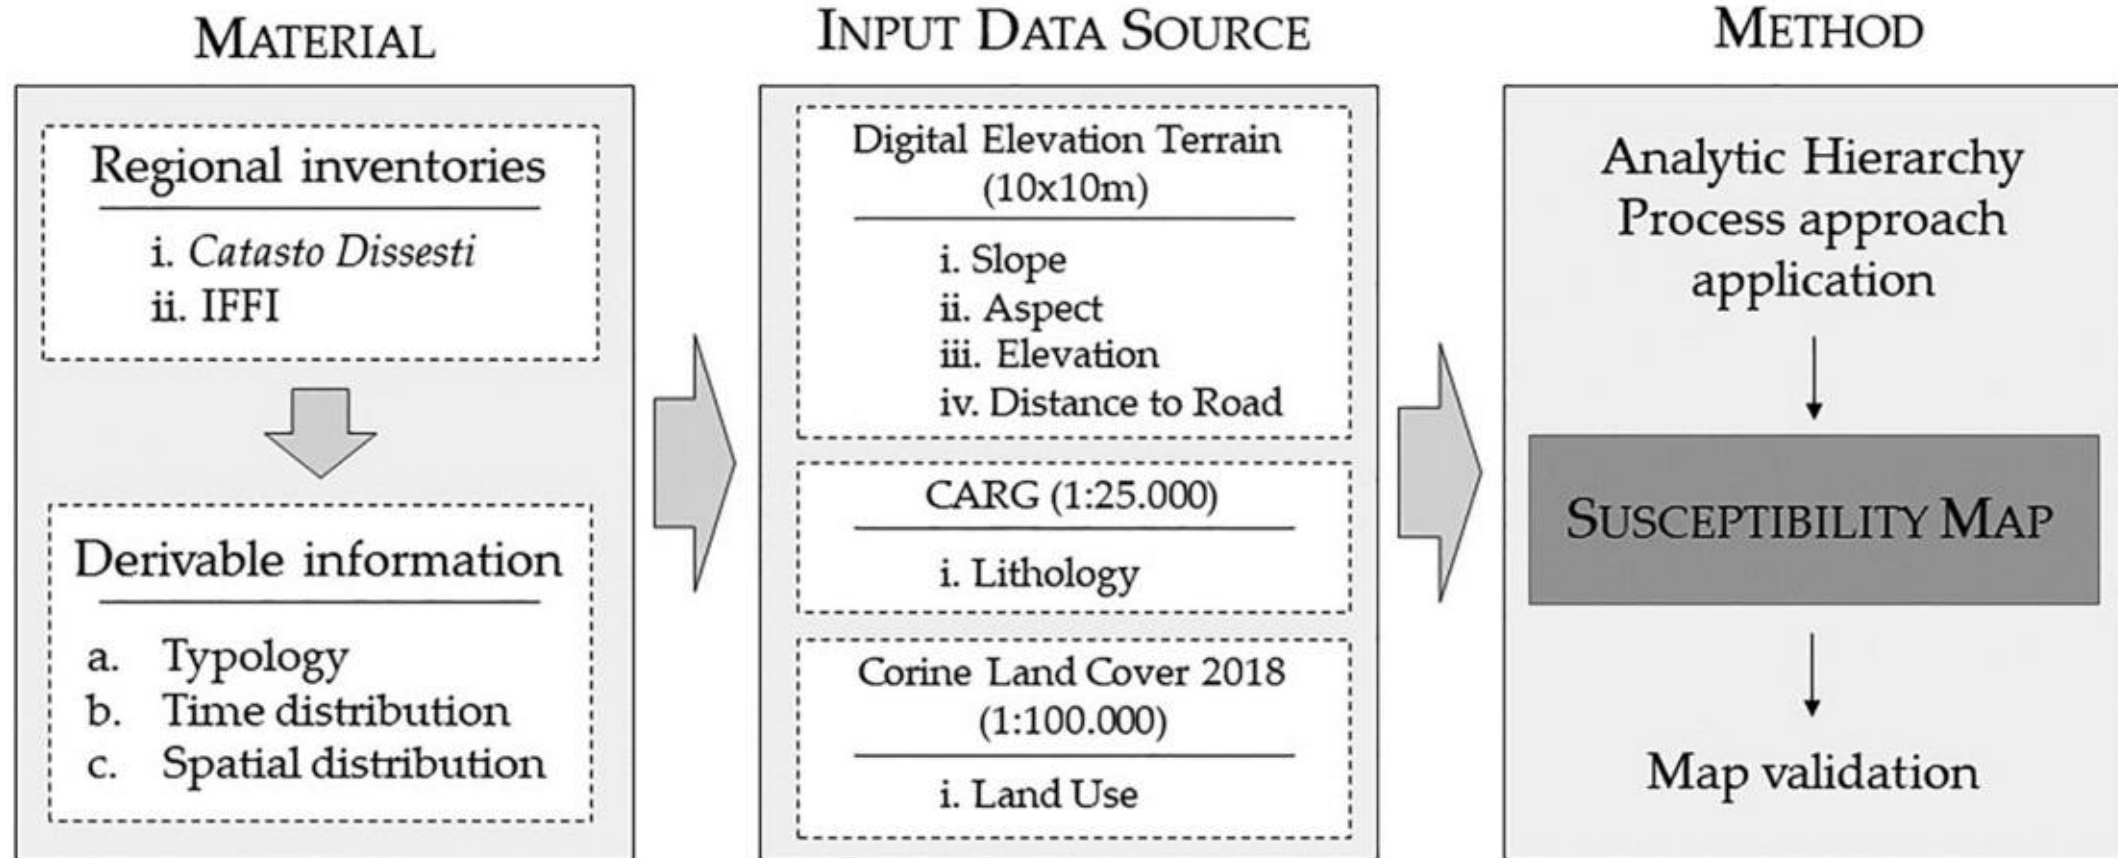 MATERIAL
Regional inventories
i. Catasto Dissesti
ii. IFFI
Derivable information
a. Typology
b. Time distribution
c. Spatial distribution
INPUT DATA SOURCE
Digital Elevation Terrain
(10x10m)
i. Slope
ii. Aspect
iii. Elevation
iv. Distance to Road
CARG (1:25.000)
i. Lithology
Corine Land Cover 2018
(1:100.000)
i. Land Use
METHOD
Analytic Hierarchy
Process approach
application
SUSCEPTIBILITY MAP
Map validation